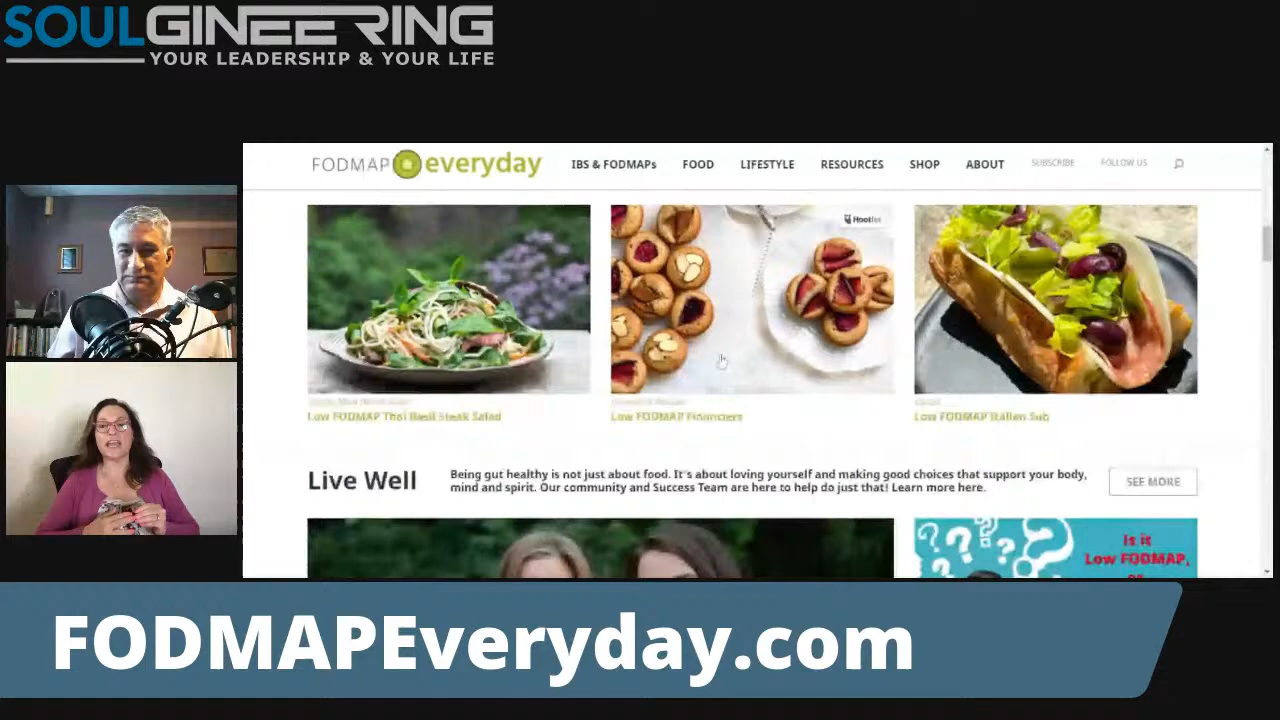 SOULGINEERING
YOUR LEADERSHIP & YOUR LIFE
FODMAP everyday
IBS & FODMAPs FOOD LIFESTYLE RESOURCES SHOP ABOUT SUBSCRIBE FOLLOW US
Low FODMAP Thai Basil Steak Salad
Low FODMAP Financiers
Low FODMAP Italian Sub
Live Well
Being gut healthy is not just about food. It's about loving yourself and making good choices that support your body,
mind and spirit. Our community and Success Team are here to help do just that! Learn more here.
SEE MORE
Is it
Low FODMAP,
FODMAPEveryday.com